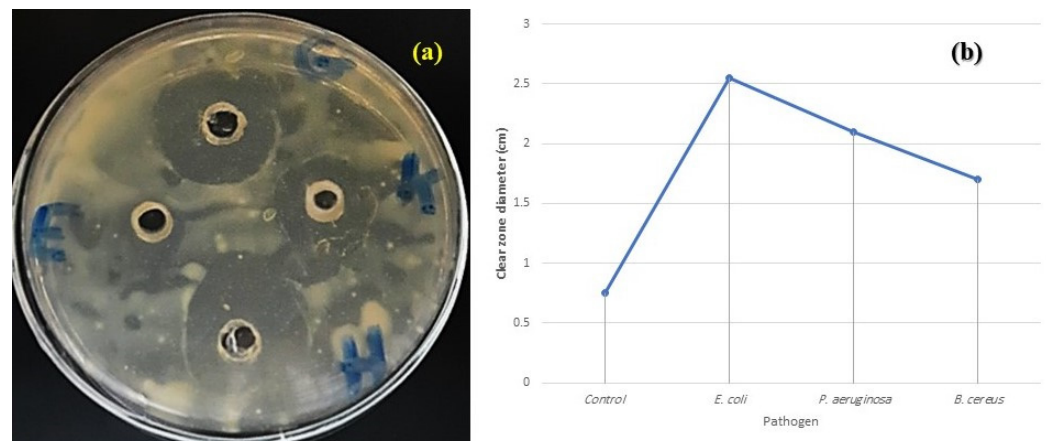 (a)
G
K
E
H
(b)
3
2.5
2
1.5
1
0.5
0
Clear zone diameter (cm)
Control E. coli P. aeruginosa B. cereus
Pathogen